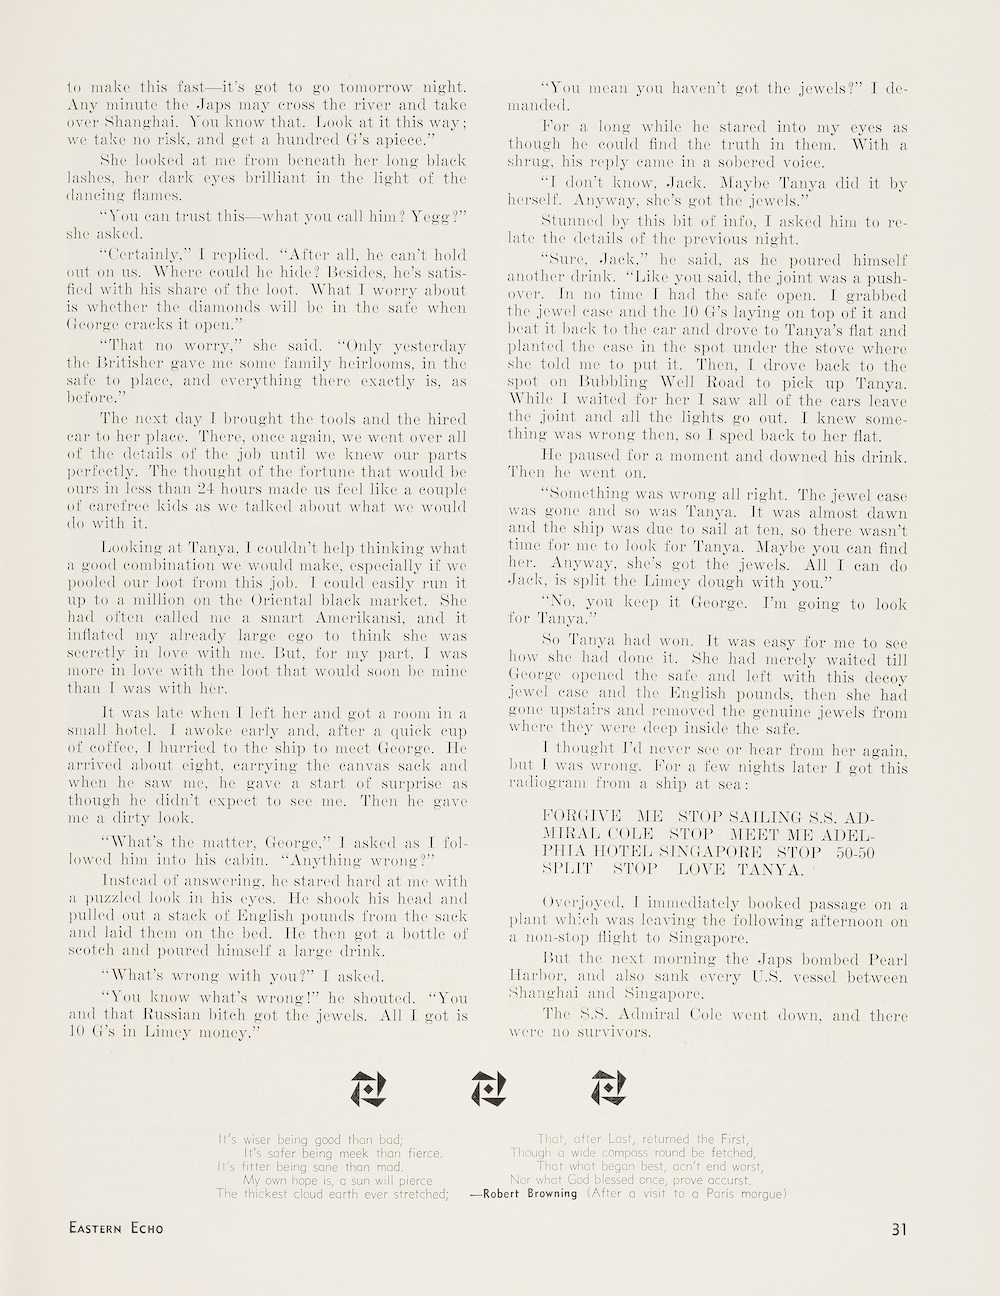 to make this fast—it's got to go tomorrow night.
Any minute the Japs may cross the river and take
over Shanghai. You know that. Look at it this way;
we take no risk, and get a hundred G's apiece."
She looked at me from beneath her long black
lashes, her dark eyes brilliant in the light of the
dancing flames.
"You can trust this—what you call him? Yegg?"
she asked.
"Certainly," I replied. "After all, he can't hold
out on us. Where could he hide? Besides, he's satis-
fied with his share of the loot. What I worry about
is whether the diamonds will be in the safe when
George cracks it open."
"That no worry," she said. "Only yesterday
the Britisher gave me some family heirlooms, in the
safe to place, and everything there exactly is, as
before."
The next day I brought the tools and the hired
car to her place. There, once again, we went over all
of the details of the job until we knew our parts
perfectly. The thought of the fortune that would be
ours in less than 24 hours made us feel like a couple
of carefree kids as we talked about what we would
do with it.
Looking at Tanya, I couldn't help thinking what
a good combination we would make, especially if we
pooled our loot from this job. I could easily run it
up to a million on the Oriental black market. She
had often called me a smart Amerikansi, and it
inflated my already large ego to think she was
secretly in love with me. But, for my part, I was
more in love with the loot that would soon be mine
than I was with her.
It was late when I left her and got a room in a
small hotel. I awoke early and, after a quick cup
of coffee, I hurried to the ship to meet George. He
arrived about eight, carrying the canvas sack and
when he saw me, he gave a start of surprise as
though he didn't expect to see me. Then he gave
me a dirty look.
"What's the matter, George," I asked as I fol-
lowed him into his cabin. "Anything wrong?"
Instead of answering, he stared hard at me with
a puzzled look in his eyes. He shook his head and
pulled out a stack of English pounds from the sack
and laid them on the bed. He then got a bottle of
scotch and poured himself a large drink.
"What's wrong with you?" I asked.
"You know what's wrong!" he shouted. "You
and that Russian bitch got the jewels. All I got is
10 G's in Limey money."
"You mean you haven't got the jewels?" I de-
manded.
For a long while he stared into my eyes as
though he could find the truth in them. With a
shrug, his reply came in a sobered voice.
"I don't know, Jack. Maybe Tanya did it by
herself. Anyway, she's got the jewels."
Stunned by this bit of info, I asked him to re-
late the details of the previous night.
"Sure, Jack," he said, as he poured himself
another drink. "Like you said, the joint was a push-
over. In no time I had the safe open. I grabbed
the jewel case and the 10 G's laying on top of it and
beat it back to the car and drove to Tanya's flat and
planted the case in the spot under the stove where
she told me to put it. Then, I drove back to the
spot on Bubbling Well Road to pick up Tanya.
While I waited for her I saw all of the cars leave
the joint and all the lights go out. I knew some-
thing was wrong then, so I sped back to her flat.
He paused for a moment and downed his drink.
Then he went on.
"Something was wrong all right. The jewel case
was gone and so was Tanya. It was almost dawn
and the ship was due to sail at ten, so there wasn't
time for me to look for Tanya. Maybe you can find
her. Anyway, she's got the jewels. All I can do
Jack, is split the Limey dough with you."
"No, you keep it George. I'm going to look
for Tanya."
So Tanya had won. It was easy for me to see
how she had done it. She had merely waited till
George opened the safe and left with this decoy
jewel case and the English pounds, then she had
gone upstairs and removed the genuine jewels from
where they were deep inside the safe.
I thought I'd never see or hear from her again,
but I was wrong. For a few nights later I got this
radiogram from a ship at sea:
FORGIVE ME STOP SAILING S.S. AD-
MIRAL COLE STOP MEET ME ADEL-
PHIA HOTEL SINGAPORE STOP 50-50
SPLIT STOP LOVE TANYA.
Overjoyed, I immediately booked passage on a
plant which was leaving the following afternoon on
a non-stop flight to Singapore.
But the next morning the Japs bombed Pearl
Harbor, and also sank every U.S. vessel between
Shanghai and Singapore.
The S.S. Admiral Cole went down, and there
were no survivors.
It's wiser being good than bad;
It's safer being meek than fierce.
It's fitter being sane than mad.
My own hope is, a sun will pierce
The thickest cloud earth ever stretched;
That, after Last, returned the First,
Though a wide compass round be fetched,
That what began best, acn't end worst,
Nor what God blessed once, prove accurst.
—Robert Browning (After a visit to a Paris morgue)
EASTERN ECHO
31